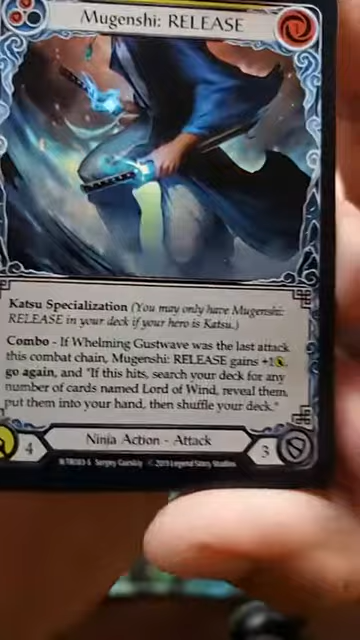 Mugenshi: RELEASE
Katsu Specialization (You may only have Mugenshi:
RELEASE in your deck if your hero is Katsu.)
Combo - If Whelming Gustwave was the last attack
this combat chain, Mugenshi: RELEASE gains +1,
go again, and "If this hits, search your deck for any
number of cards named Lord of Wind, reveal them,
put them into your hand, then shuffle your deck."
4
Ninja Action - Attack
3
© 2019 Legend Story Studios